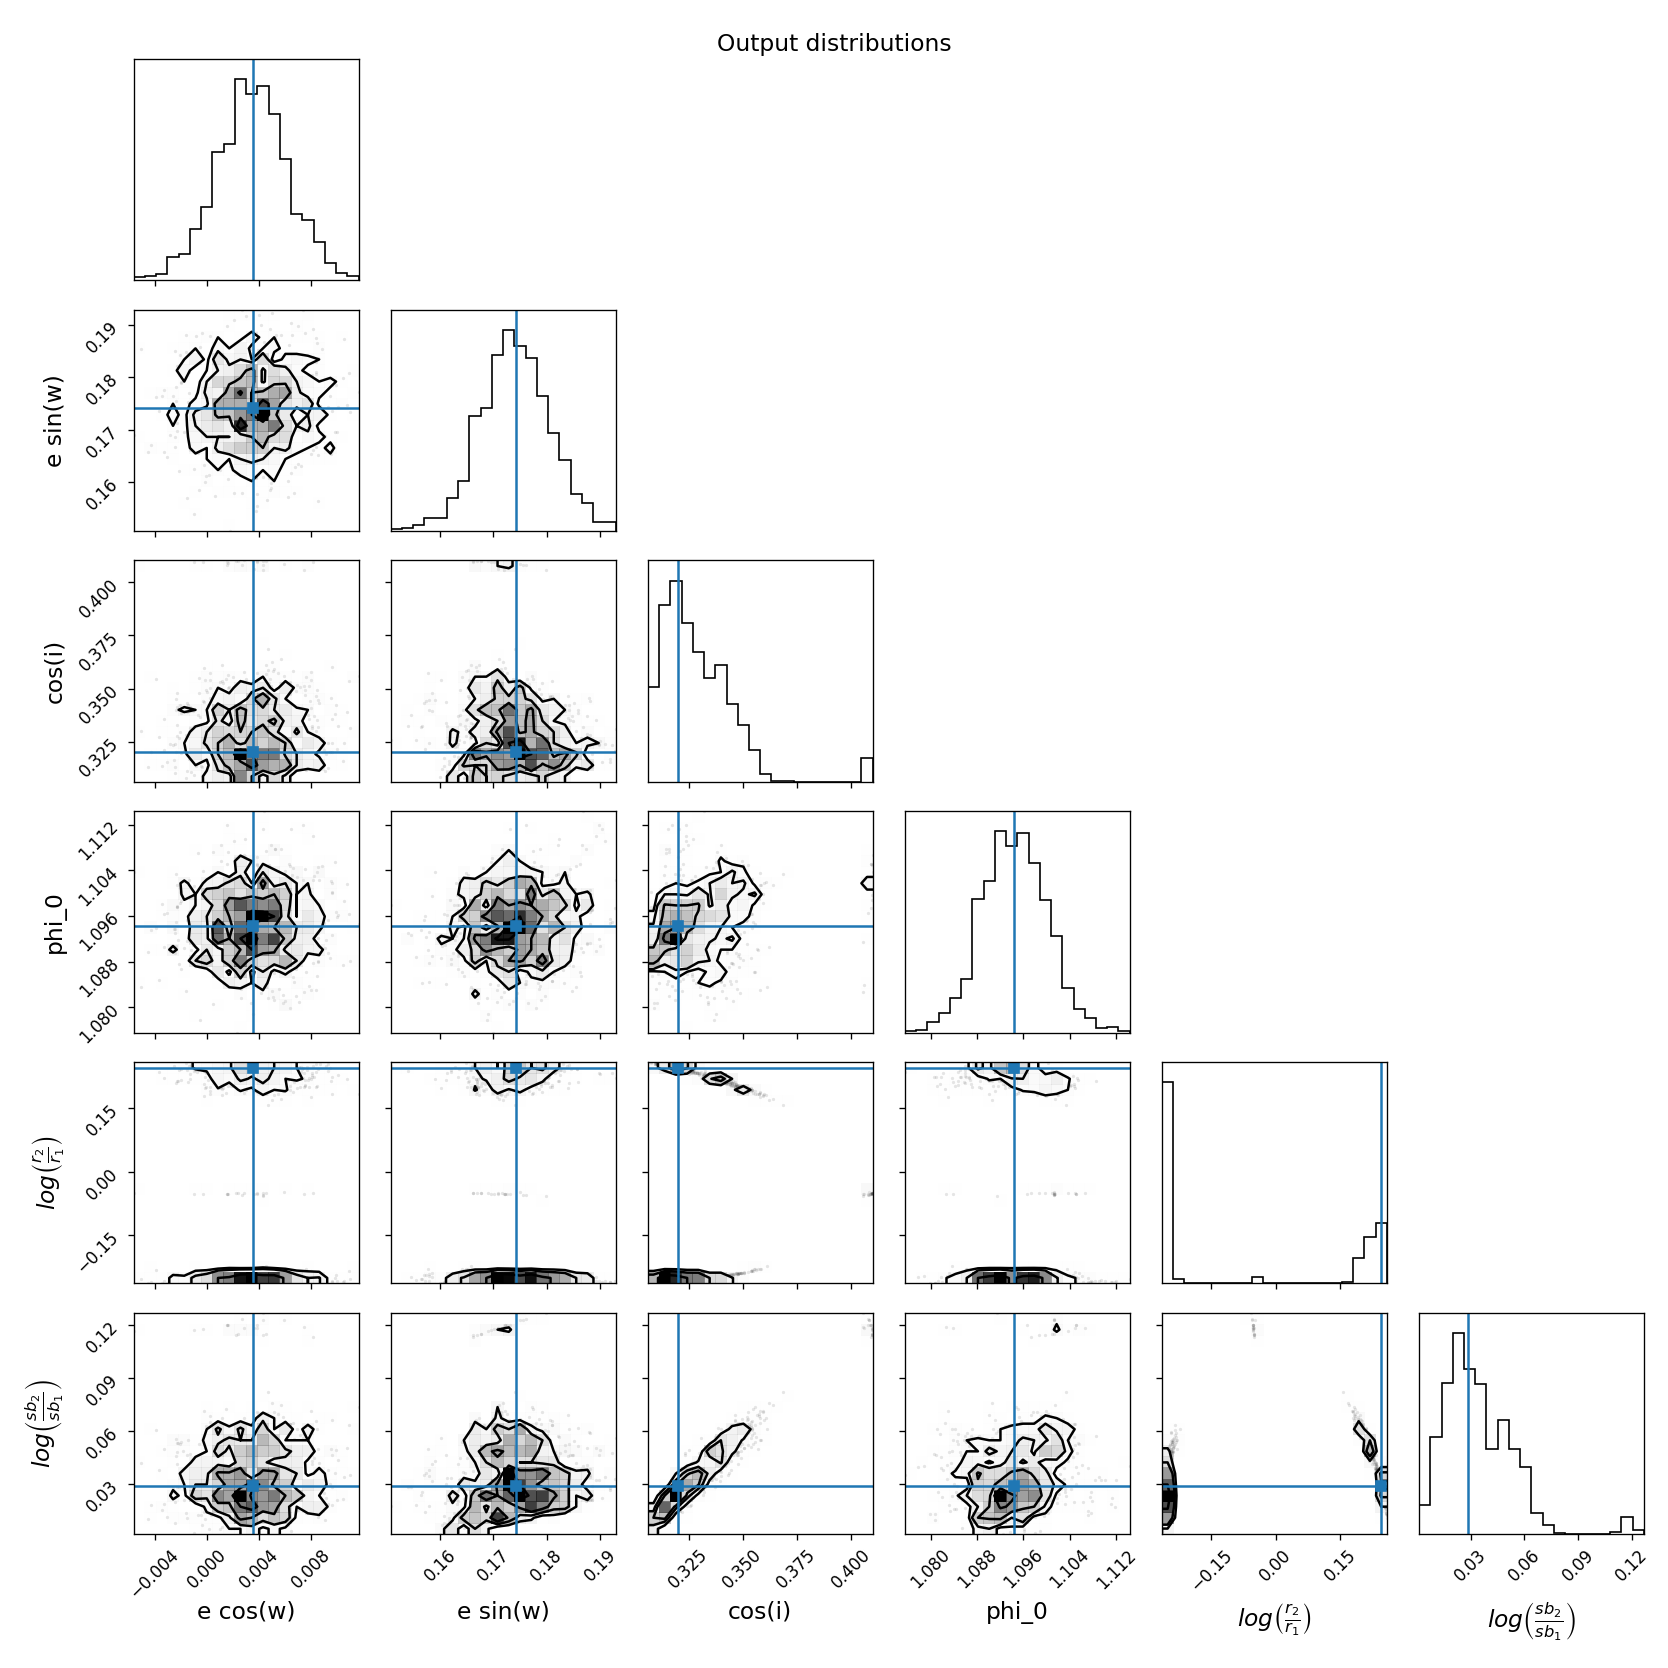 Output distributions
0.19
0.18
0.17
0.16
e sin(w)
0.400
0.375
0.350
0.325
cos(i)
1.112
1.104
1.096
1.088
1.080
phi_0
0.15
0.00
−0.15
log(r₂/r₁)
0.12
0.09
0.06
0.03
log(sb₂/sb₁)
−0.004 0.000 0.004 0.008
0.16 0.17 0.18 0.19
0.325 0.350 0.375 0.400
1.080 1.088 1.096 1.104 1.112
−0.15 0.00 0.15
0.03 0.06 0.09 0.12
e cos(w)
e sin(w)
cos(i)
phi_0
log(r₂/r₁)
log(sb₂/sb₁)